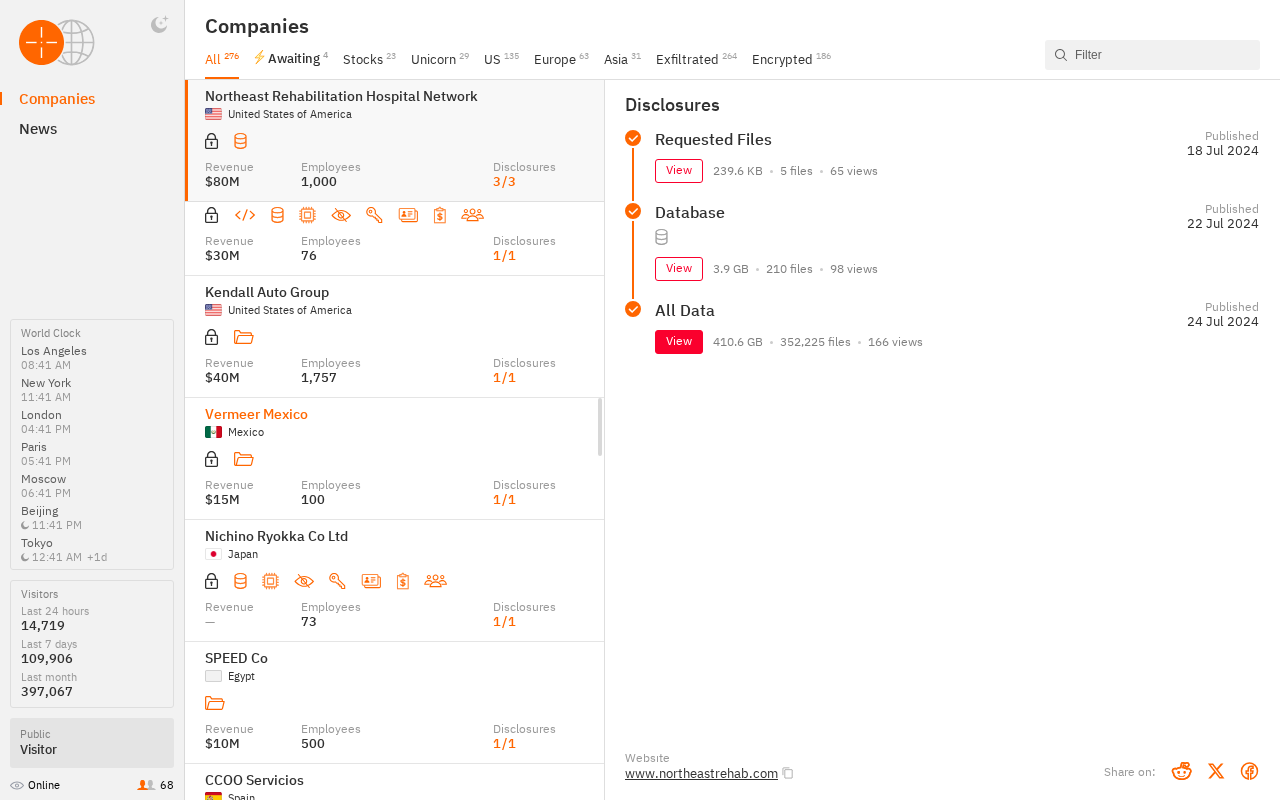 Companies
News
World Clock
Los Angeles
08:41 AM
New York
11:41 AM
London
04:41 PM
Paris
05:41 PM
Moscow
06:41 PM
Beijing
11:41 PM
Tokyo
12:41 AM +1d
Visitors
Last 24 hours
14,719
Last 7 days
109,906
Last month
397,067
Public
Visitor
Online 68
Companies
All 276 Awaiting 4 Stocks 23 Unicorn 29 US 135 Europe 63 Asia 31 Exfiltrated 264 Encrypted 186
Filter
Northeast Rehabilitation Hospital Network
United States of America
Revenue Employees Disclosures
$80M 1,000 3/3
Revenue Employees Disclosures
$30M 76 1/1
Kendall Auto Group
United States of America
Revenue Employees Disclosures
$40M 1,757 1/1
Vermeer Mexico
Mexico
Revenue Employees Disclosures
$15M 100 1/1
Nichino Ryokka Co Ltd
Japan
Revenue Employees Disclosures
— 73 1/1
SPEED Co
Egypt
Revenue Employees Disclosures
$10M 500 1/1
CCOO Servicios
Spain
Disclosures
Requested Files
Published
18 Jul 2024
View 239.6 KB • 5 files • 65 views
Database
Published
22 Jul 2024
View 3.9 GB • 210 files • 98 views
All Data
Published
24 Jul 2024
View 410.6 GB • 352,225 files • 166 views
Website
www.northeastrehab.com
Share on: